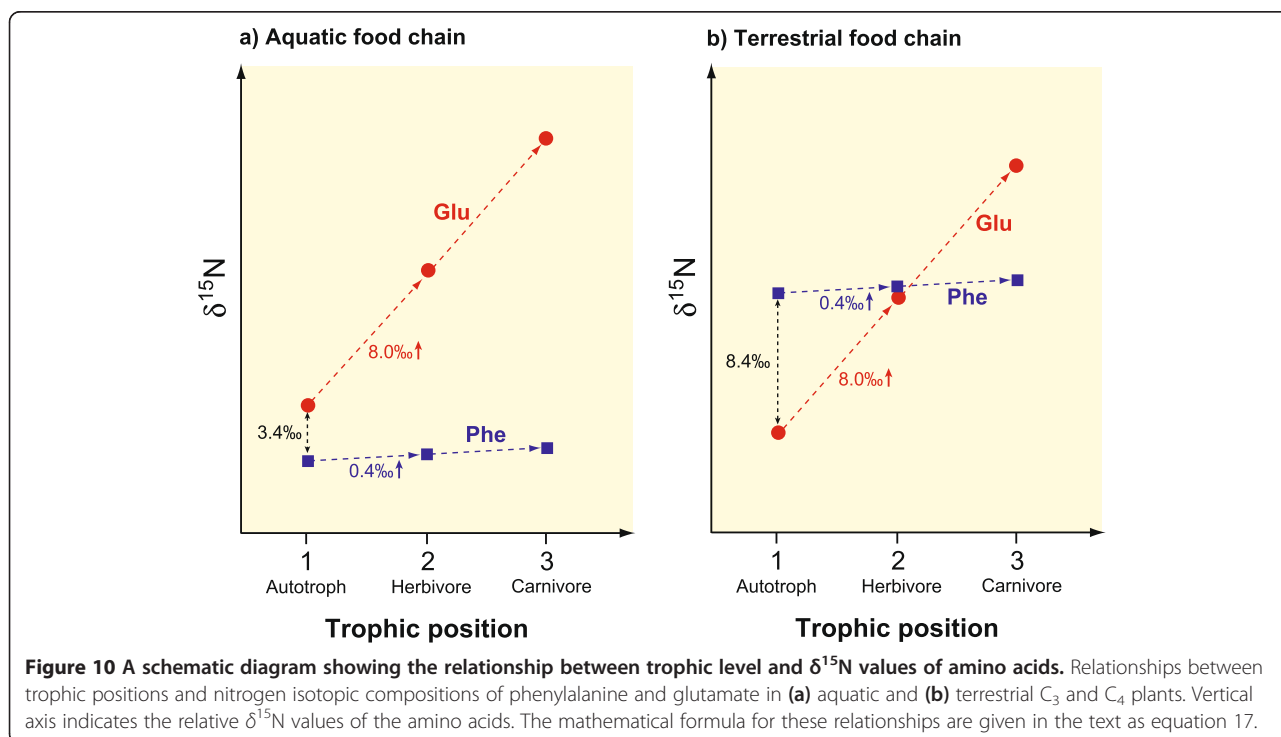 a) Aquatic food chain
δ15N
Glu
8.0‰↑
3.4‰
Phe
0.4‰↑
1 2 3
Autotroph Herbivore Carnivore
Trophic position
b) Terrestrial food chain
δ15N
Glu
0.4‰↑ Phe
8.4‰
8.0‰↑
1 2 3
Autotroph Herbivore Carnivore
Trophic position
Figure 10 A schematic diagram showing the relationship between trophic level and δ15N values of amino acids. Relationships between
trophic positions and nitrogen isotopic compositions of phenylalanine and glutamate in (a) aquatic and (b) terrestrial C3 and C4 plants. Vertical
axis indicates the relative δ15N values of the amino acids. The mathematical formula for these relationships are given in the text as equation 17.